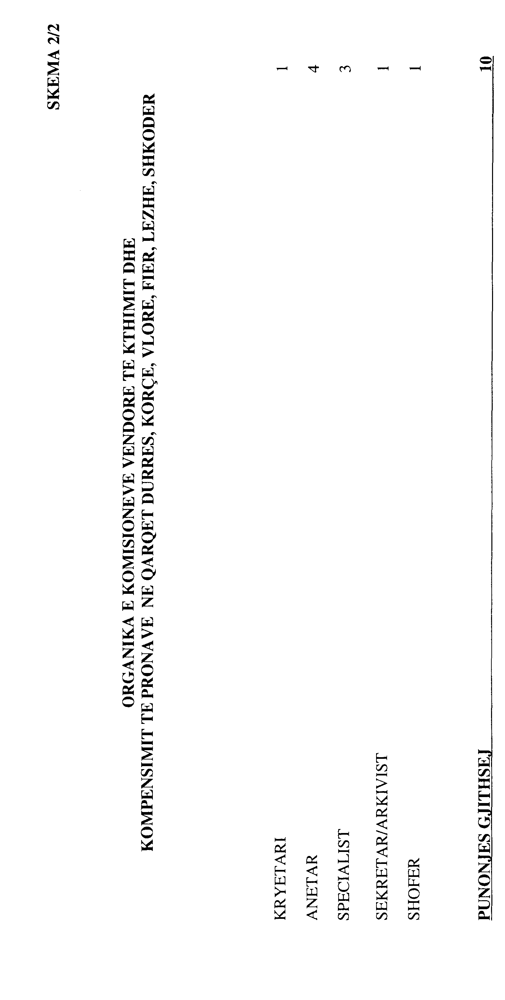 SKEMA 2/2
ORGANIKA E KOMISIONEVE VENDORE TE KTHIMIT DHE
KOMPENSIMIT TE PRONAVE NE QARQET DURRES, KORÇE, VLORE, FIER, LEZHE, SHKODER
KRYETARI 1
ANETAR 4
SPECIALIST 3
SEKRETAR/ARKIVIST 1
SHOFER 1
PUNONJES GJITHSEJ 10